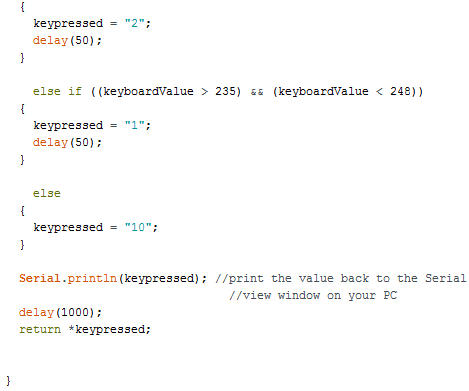 {
keypressed = "2";
delay(50);
}
else if ((keyboardValue > 235) && (keyboardValue < 248))
{
keypressed = "1";
delay(50);
}
else
{
keypressed = "10";
}
Serial.println(keypressed); //print the value back to the Serial
//view window on your PC
delay(1000);
return *keypressed;
}